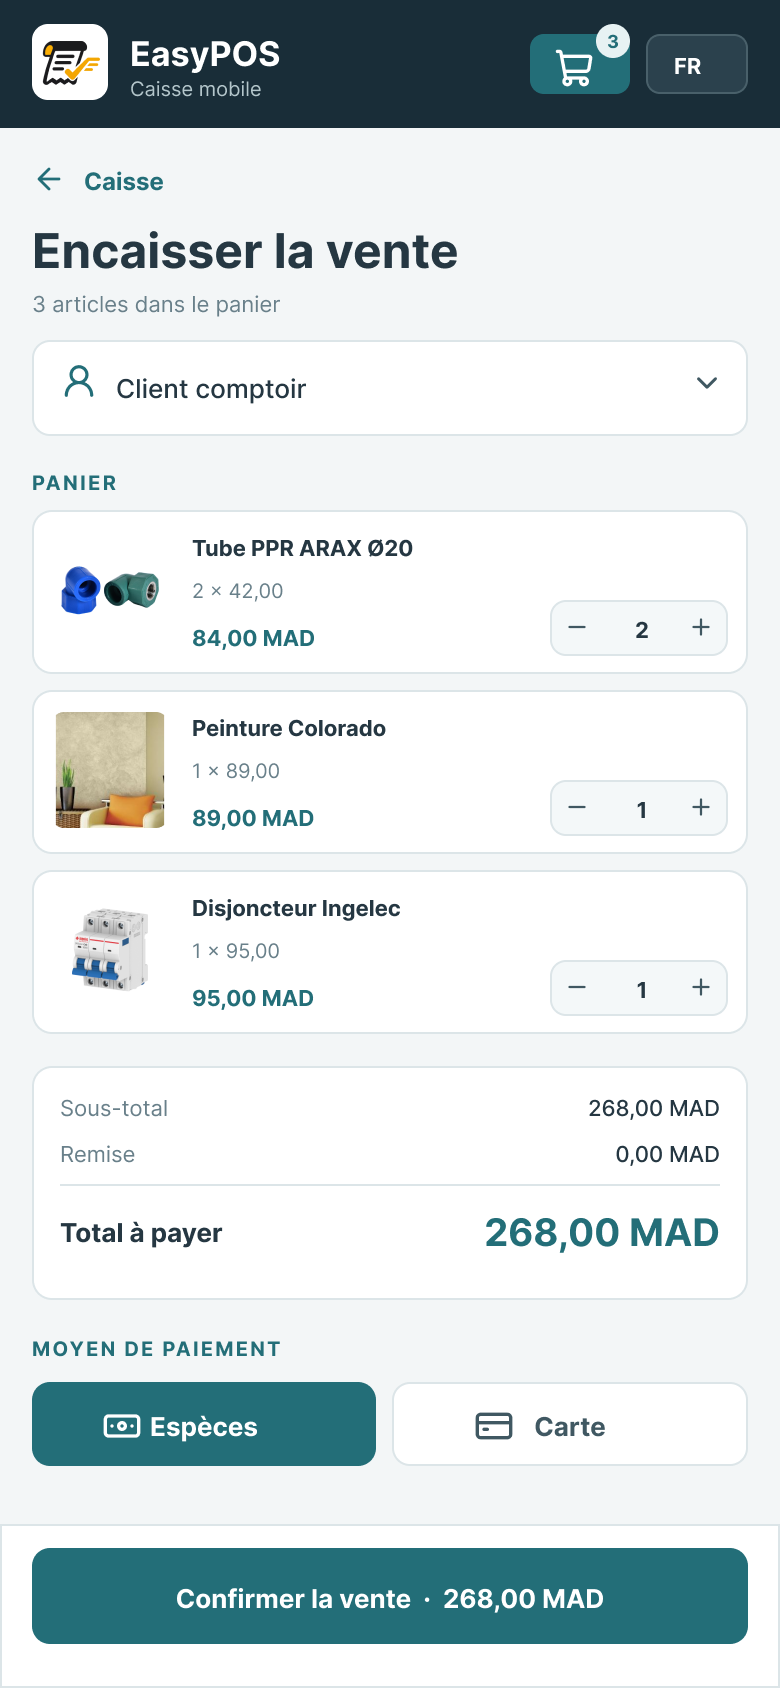 EasyPOS
Caisse mobile
3
FR
Caisse
Encaisser la vente
3 articles dans le panier
Client comptoir
PANIER
Tube PPR ARAX Ø20
2 × 42,00
84,00 MAD
2
Peinture Colorado
1 × 89,00
89,00 MAD
1
Disjoncteur Ingelec
1 × 95,00
95,00 MAD
1
Sous-total 268,00 MAD
Remise 0,00 MAD
Total à payer 268,00 MAD
MOYEN DE PAIEMENT
Espèces
Carte
Confirmer la vente · 268,00 MAD